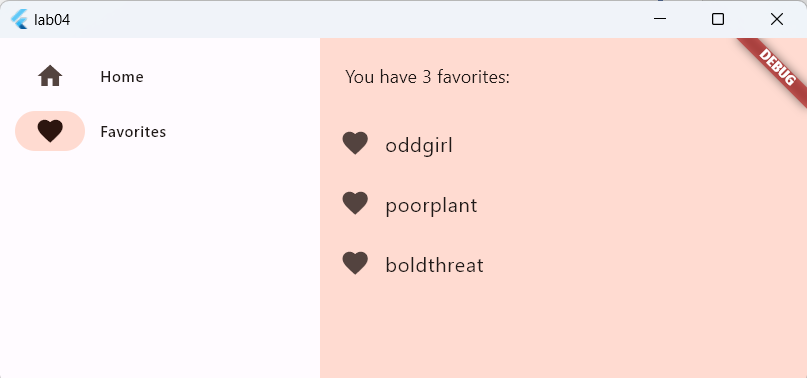 lab04
DEBUG
Home
Favorites
You have 3 favorites:
oddgirl
poorplant
boldthreat